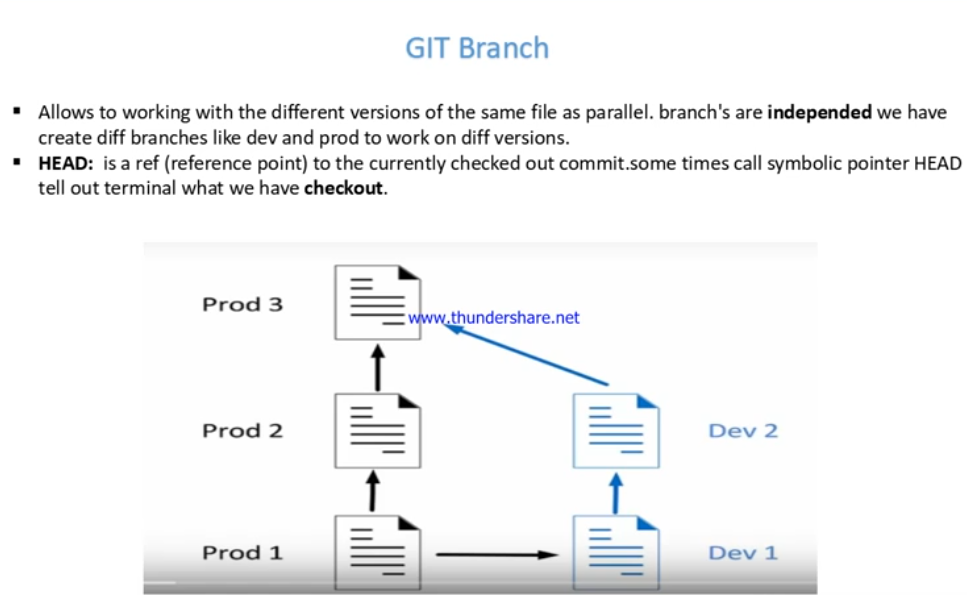 GIT Branch
▪ Allows to working with the different versions of the same file as parallel. branch's are independed we have
create diff branches like dev and prod to work on diff versions.
▪ HEAD: is a ref (reference point) to the currently checked out commit.some times call symbolic pointer HEAD
tell out terminal what we have checkout.
Prod 3
www.thundershare.net
Prod 2
Dev 2
Prod 1
Dev 1